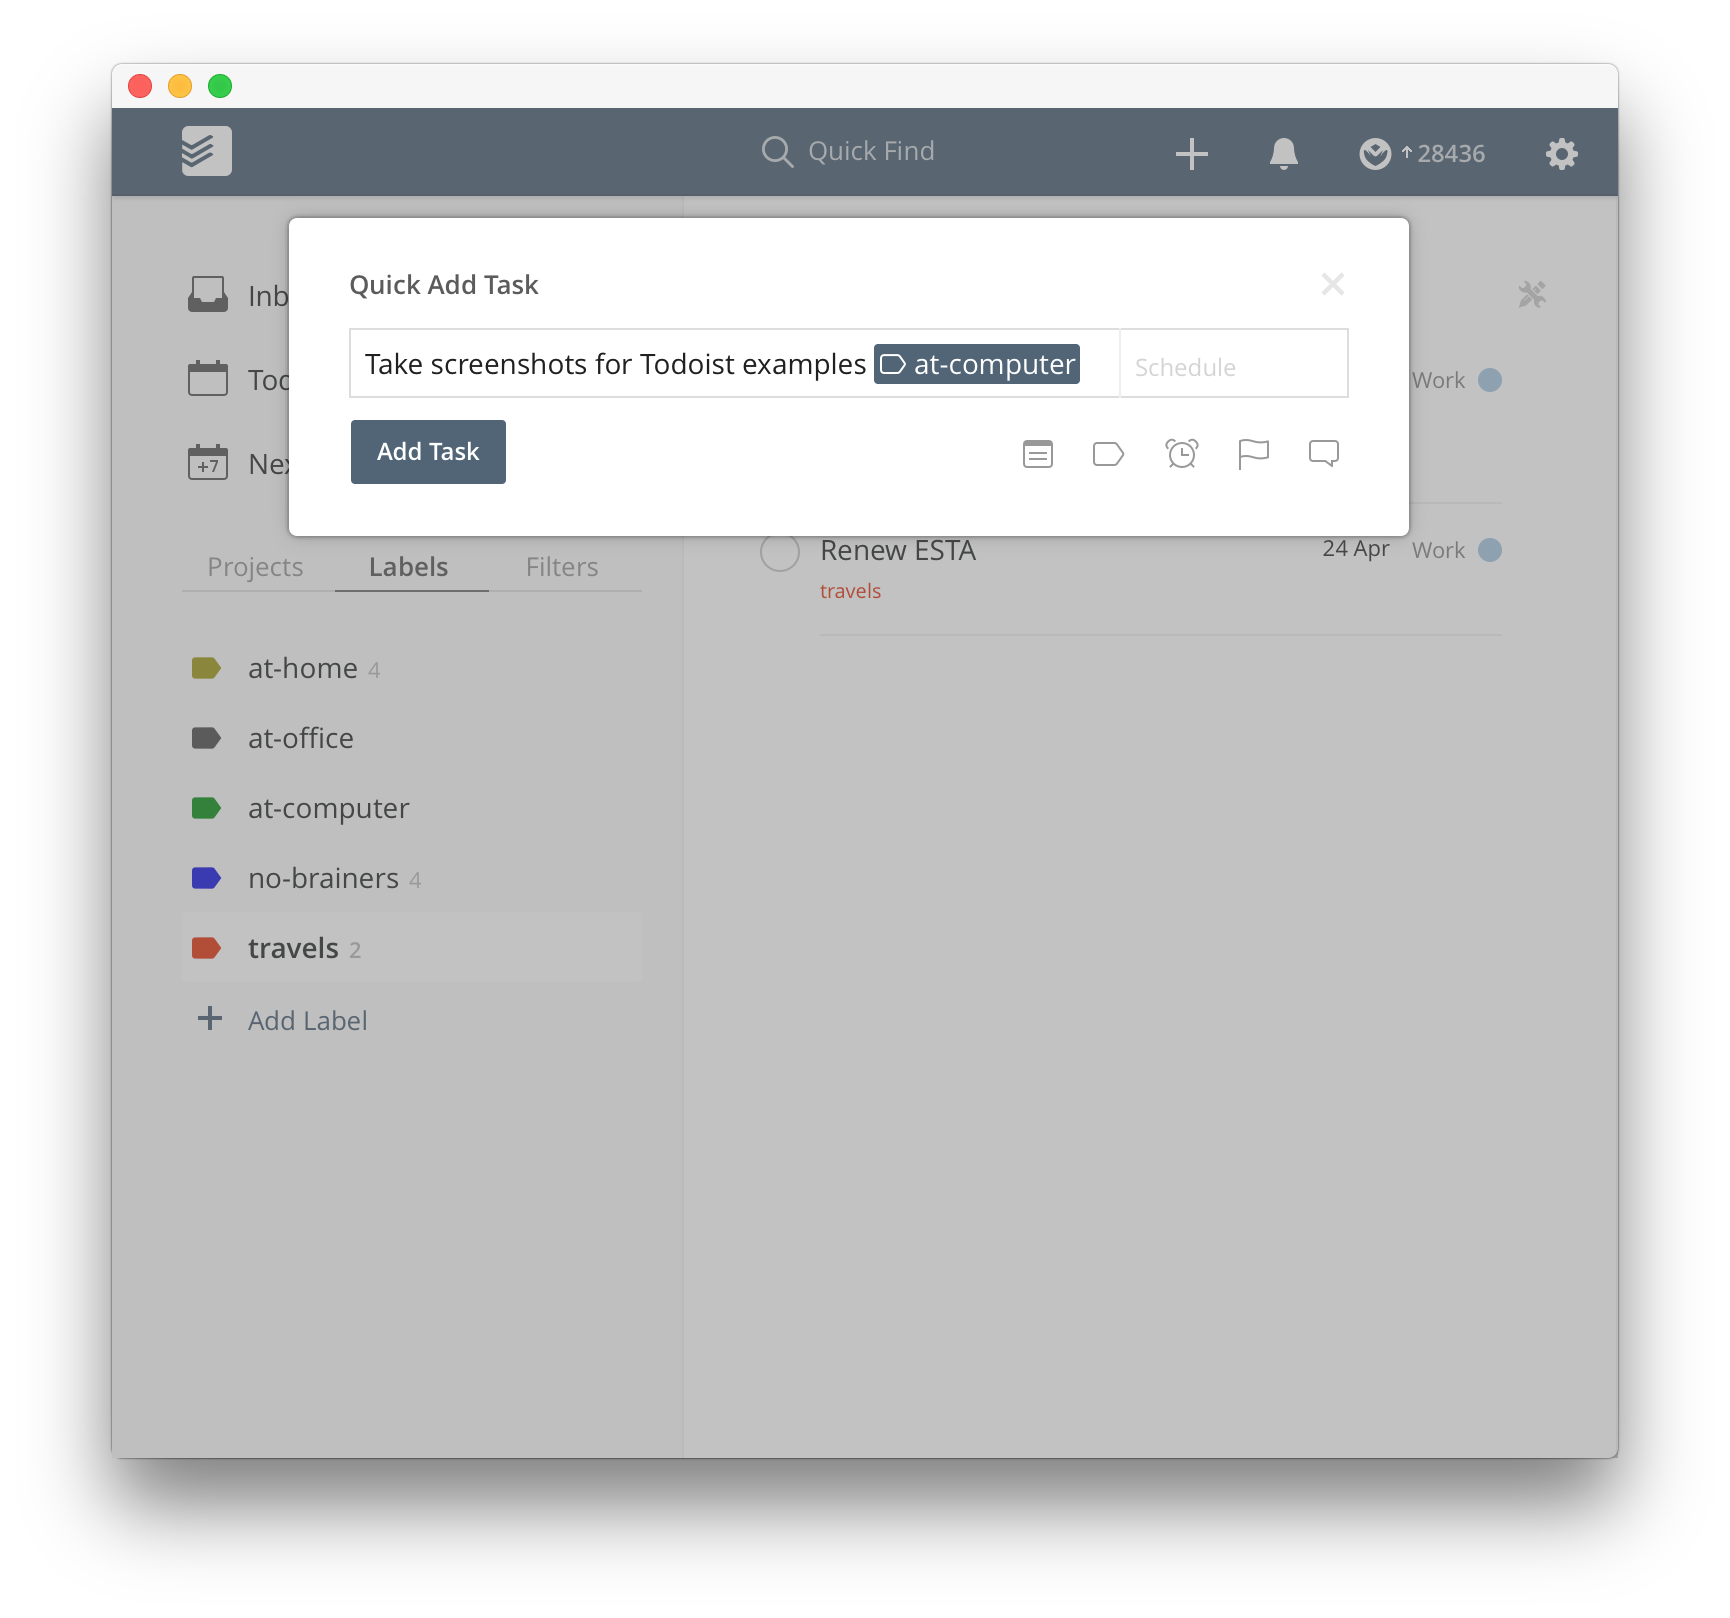 Quick Find
28436
Quick Add Task
Take screenshots for Todoist examples at-computer
Schedule
Add Task
Inb
Tod
+7 Nex
Work
Projects Labels Filters
Renew ESTA 24 Apr Work
travels
at-home 4
at-office
at-computer
no-brainers 4
travels 2
Add Label